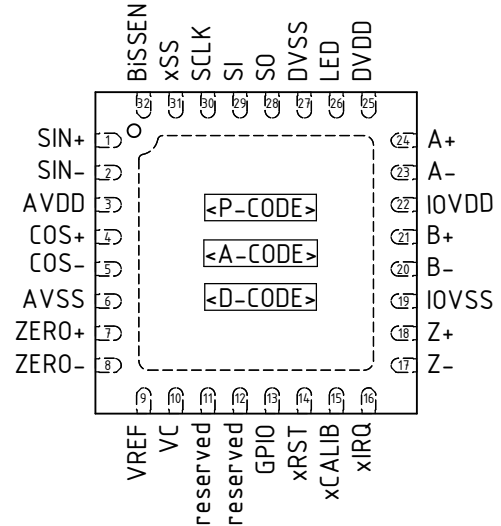 BiSSEN
xSS
SCLK
SI
SO
DVSS
LED
DVDD
32 31 30 29 28 27 26 25
SIN+ 1 24 A+
SIN- 2 23 A-
AVDD 3 <P-CODE> 22 IOVDD
COS+ 4 21 B+
COS- 5 <A-CODE> 20 B-
AVSS 6 <D-CODE> 19 IOVSS
ZERO+ 7 18 Z+
ZERO- 8 17 Z-
9 10 11 12 13 14 15 16
VREF
VC
reserved
reserved
GPIO
xRST
xCALIB
xIRQ